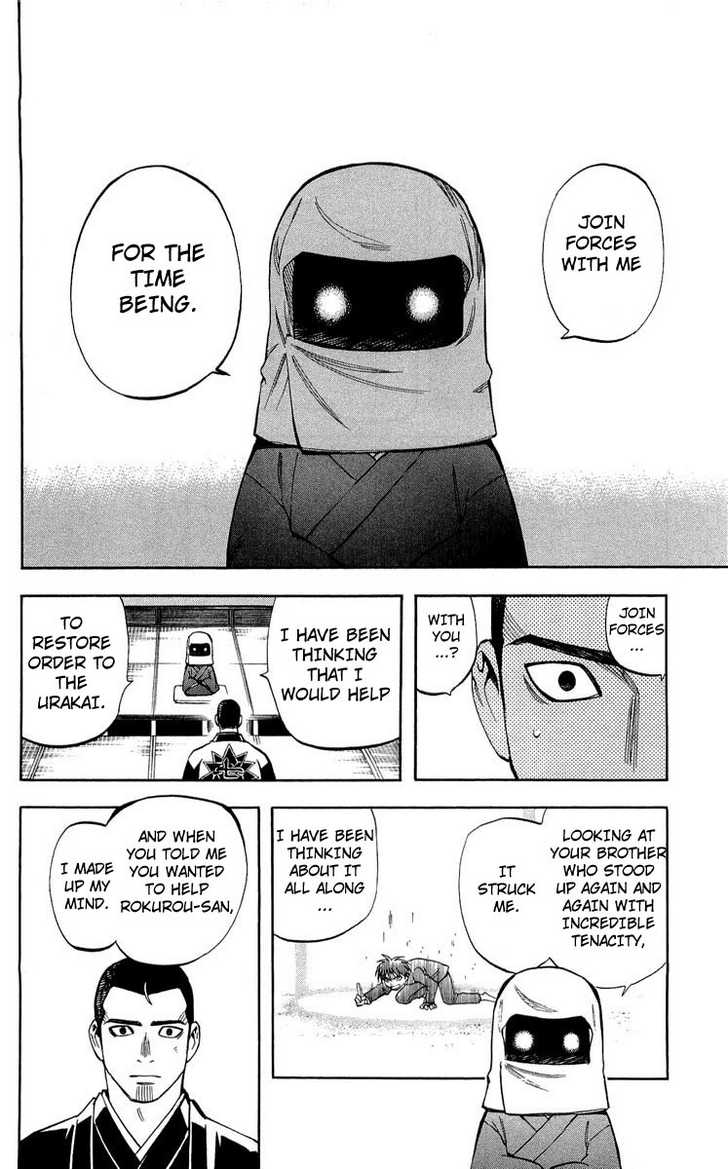 JOIN
FORCES
WITH ME
FOR THE
TIME
BEING.
JOIN
FORCES
...
WITH
YOU
...?
I HAVE BEEN
THINKING
THAT I
WOULD HELP
TO
RESTORE
ORDER TO
THE
URAKAI.
LOOKING AT
YOUR BROTHER
WHO STOOD
UP AGAIN AND
AGAIN WITH
INCREDIBLE
TENACITY,
IT
STRUCK
ME.
I HAVE BEEN
THINKING
ABOUT IT
ALL ALONG
...
AND WHEN
YOU TOLD ME
YOU WANTED
TO HELP
ROKUROU-SAN,
I MADE
UP MY
MIND.